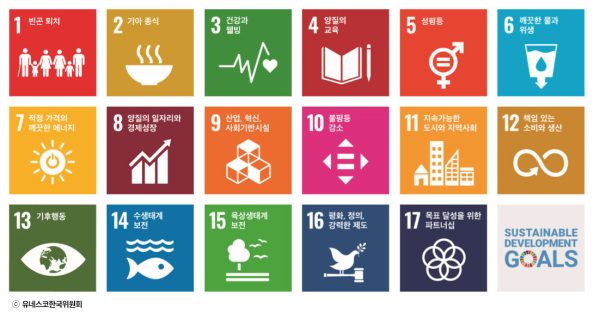 1 빈곤 퇴치
2 기아 종식
3 건강과
웰빙
4 양질의
교육
5 성평등
6 깨끗한 물과
위생
7 적정 가격의
깨끗한 에너지
8 양질의 일자리와
경제성장
9 산업, 혁신,
사회기반시설
10 불평등
감소
11 지속가능한
도시와 지역사회
12 책임 있는
소비와 생산
13 기후행동
14 수생태계
보전
15 육상생태계
보전
16 평화, 정의,
강력한 제도
17 목표 달성을 위한
파트너십
SUSTAINABLE
DEVELOPMENT
GOALS
ⓒ 유네스코한국위원회